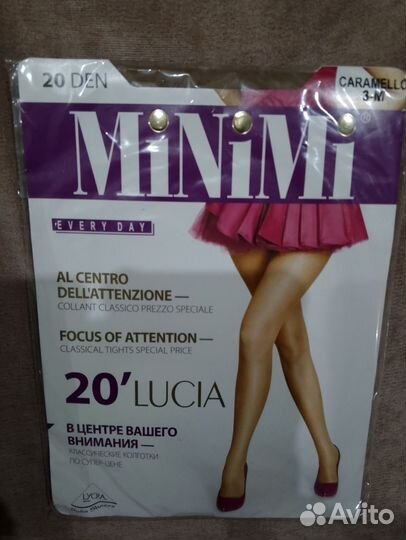 20 DEN
CARAMELLO
3-M
MiNiMi®
EVERY DAY
AL CENTRO
DELL'ATTENZIONE —
COLLANT CLASSICO PREZZO SPECIALE
FOCUS OF ATTENTION —
CLASSICAL TIGHTS SPECIAL PRICE
20' LUCIA
В ЦЕНТРЕ ВАШЕГО
ВНИМАНИЯ —
КЛАССИЧЕСКИЕ КОЛГОТКИ
ПО СУПЕР-ЦЕНЕ
LYCRA
Avito